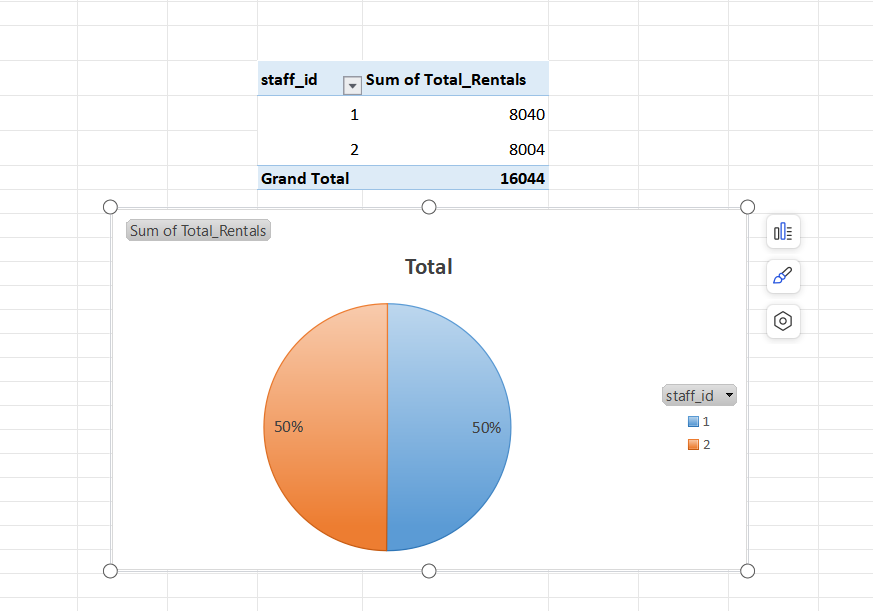 staff_id Sum of Total_Rentals
1 8040
2 8004
Grand Total 16044
Sum of Total_Rentals
Total
50% 50%
staff_id
1
2